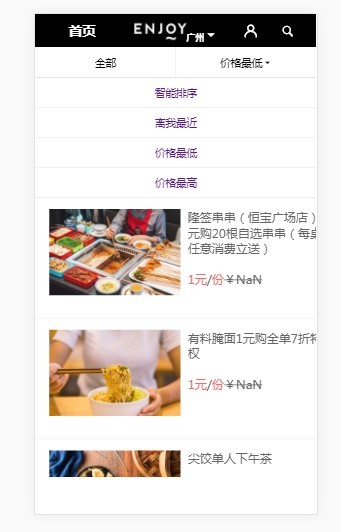 首页
ENJOY 广州
全部
价格最低
智能排序
离我最近
价格最低
价格最高
隆签串串（恒宝广场店）
元购20根自选串串（每桌
任意消费立送）
1元/份￥NaN
有料腌面1元购全单7折特
权
1元/份￥NaN
尖饺单人下午茶